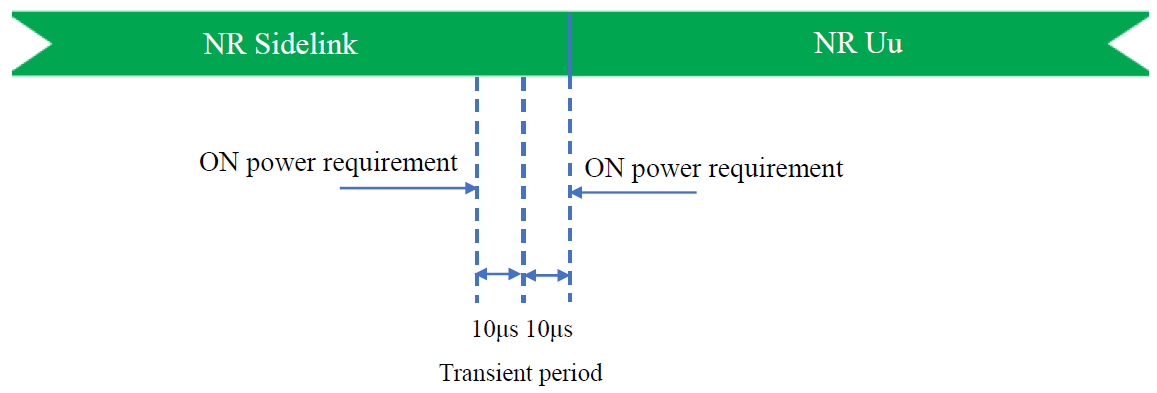 NR Sidelink
NR Uu
ON power requirement
ON power requirement
10μs 10μs
Transient period